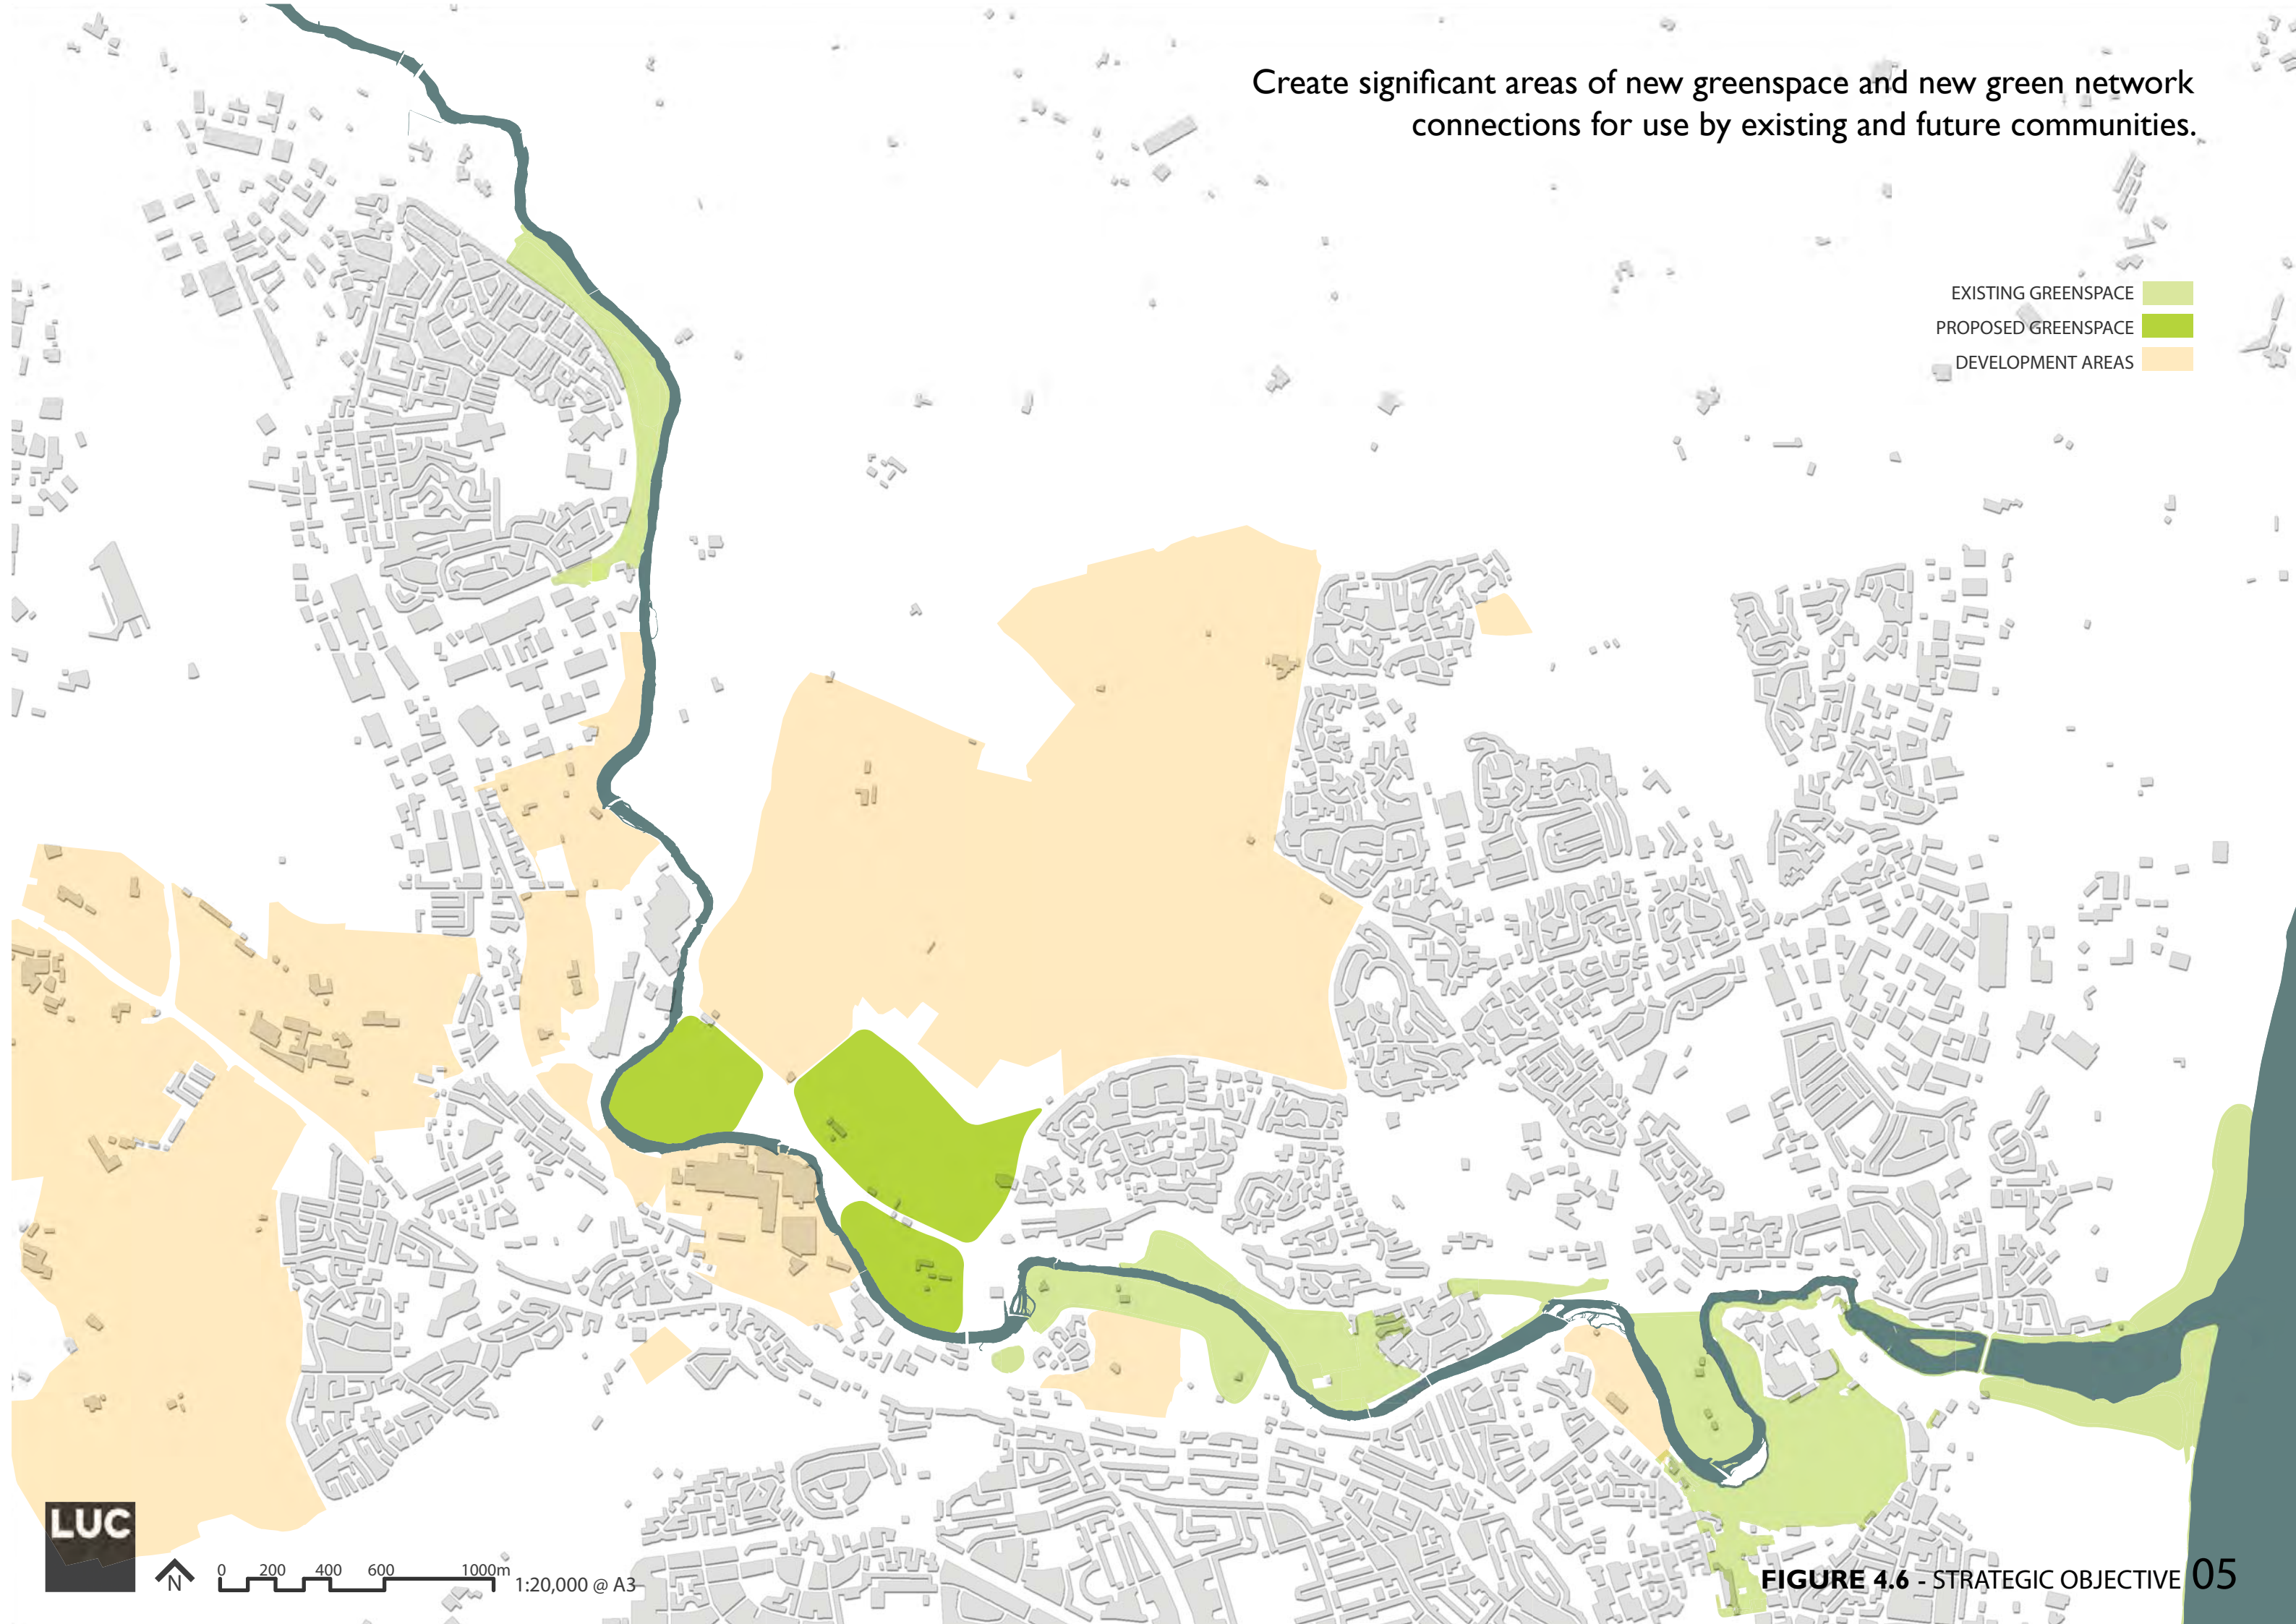 Create significant areas of new greenspace and new green network
connections for use by existing and future communities.
EXISTING GREENSPACE
PROPOSED GREENSPACE
DEVELOPMENT AREAS
LUC
N
0 200 400 600 1000m
1:20,000 @ A3
FIGURE 4.6 - STRATEGIC OBJECTIVE 05